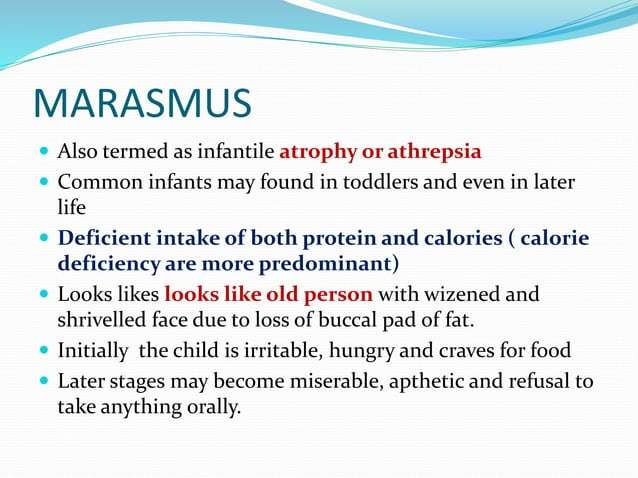 MARASMUS
• Also termed as infantile atrophy or athrepsia
• Common infants may found in toddlers and even in later
life
• Deficient intake of both protein and calories ( calorie
deficiency are more predominant)
• Looks likes looks like old person with wizened and
shrivelled face due to loss of buccal pad of fat.
• Initially the child is irritable, hungry and craves for food
• Later stages may become miserable, apthetic and refusal to
take anything orally.